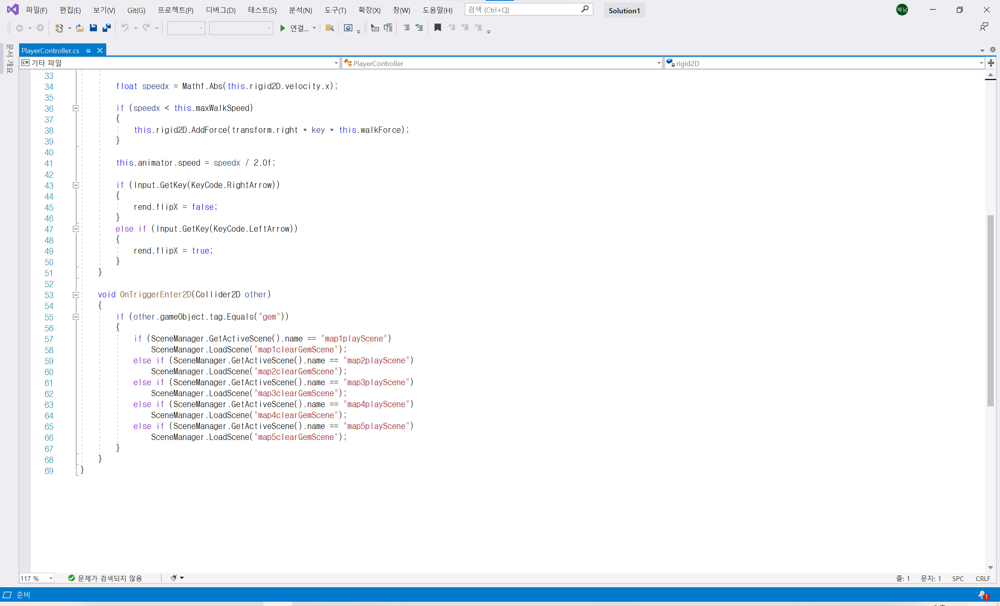 파일(F) 편집(E) 보기(V) Git(G) 프로젝트(P) 디버그(D) 테스트(S) 분석(N) 도구(T) 확장(X) 창(W) 도움말(H) 검색 (Ctrl+Q) Solution1 혜남
연결...
문서 개요
PlayerController.cs
C# 기타 파일 PlayerController rigid2D
33
34 float speedx = Mathf.Abs(this.rigid2D.velocity.x);
35
36 if (speedx < this.maxWalkSpeed)
37 {
38 this.rigid2D.AddForce(transform.right * key * this.walkForce);
39 }
40
41 this.animator.speed = speedx / 2.0f;
42
43 if (Input.GetKey(KeyCode.RightArrow))
44 {
45 rend.flipX = false;
46 }
47 else if (Input.GetKey(KeyCode.LeftArrow))
48 {
49 rend.flipX = true;
50 }
51 }
52
53 void OnTriggerEnter2D(Collider2D other)
54 {
55 if (other.gameObject.tag.Equals("gem"))
56 {
57 if (SceneManager.GetActiveScene().name == "map1playScene")
58 SceneManager.LoadScene("map1clearGemScene");
59 else if (SceneManager.GetActiveScene().name == "map2playScene")
60 SceneManager.LoadScene("map2clearGemScene");
61 else if (SceneManager.GetActiveScene().name == "map3playScene")
62 SceneManager.LoadScene("map3clearGemScene");
63 else if (SceneManager.GetActiveScene().name == "map4playScene")
64 SceneManager.LoadScene("map4clearGemScene");
65 else if (SceneManager.GetActiveScene().name == "map5playScene")
66 SceneManager.LoadScene("map5clearGemScene");
67 }
68 }
69 }
117 % 문제가 검색되지 않음 줄: 1 문자: 1 SPC CRLF
준비 1